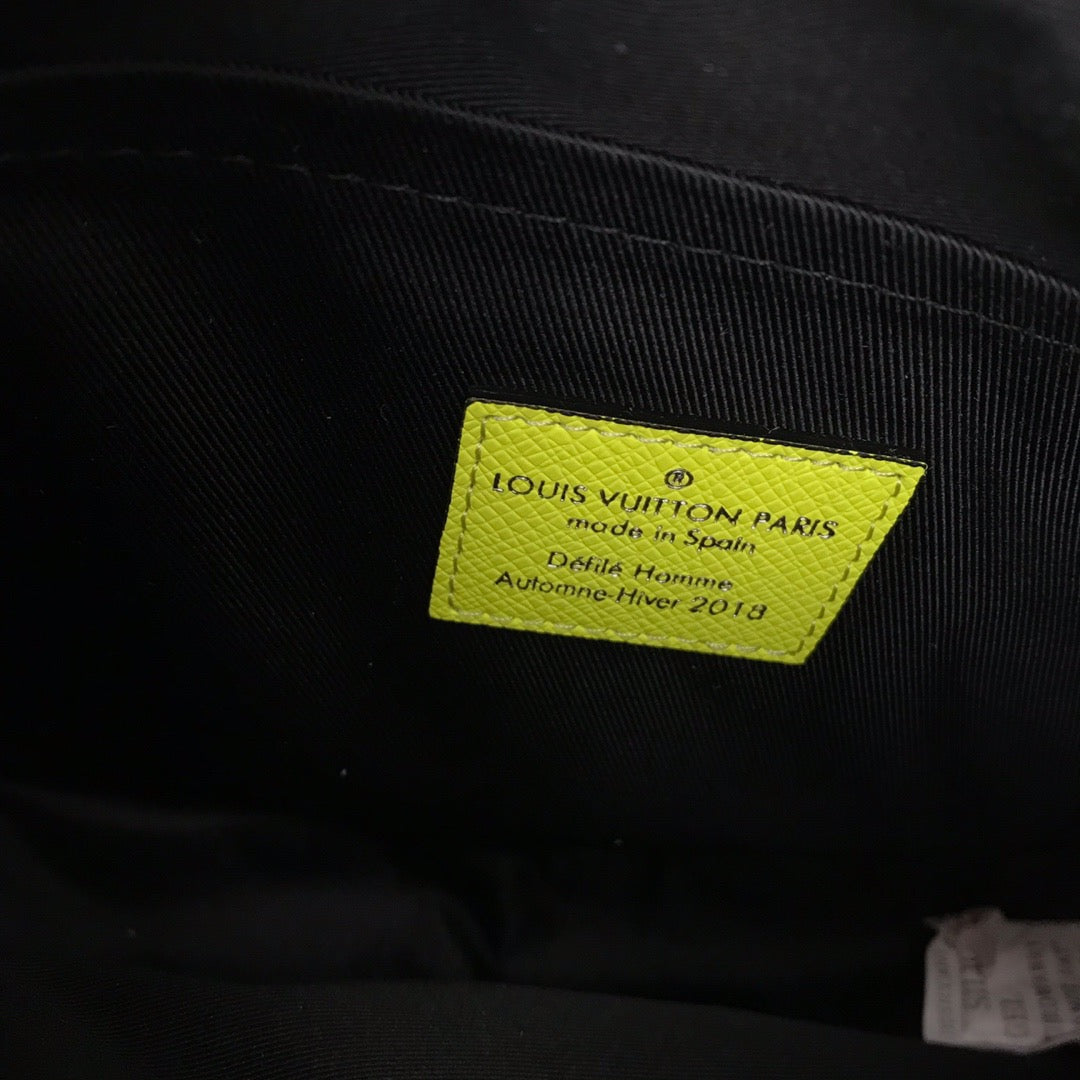 ®
LOUIS VUITTON PARIS
made in Spain
Défilé Homme
Automne-Hiver 2018